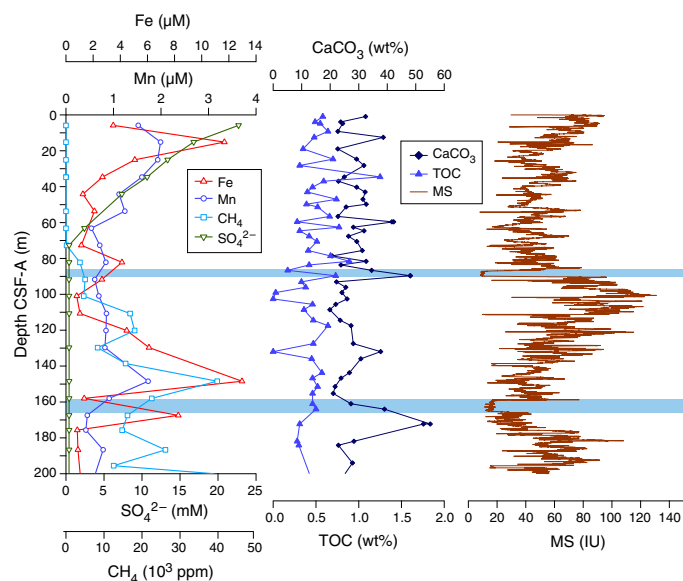 Fe (µM)
0 2 4 6 8 10 12 14
Mn (µM)
0 1 2 3 4
CaCO3 (wt%)
0 10 20 30 40 50 60
0
20
40
60
80
100
120
140
160
180
200
Depth CSF-A (m)
Fe
Mn
CH4
SO4²⁻
CaCO3
TOC
MS
0 5 10 15 20 25
SO4²⁻ (mM)
0 10 20 30 40 50
CH4 (10³ ppm)
0.0 0.5 1.0 1.5 2.0
TOC (wt%)
0 20 40 60 80 100 120 140
MS (IU)